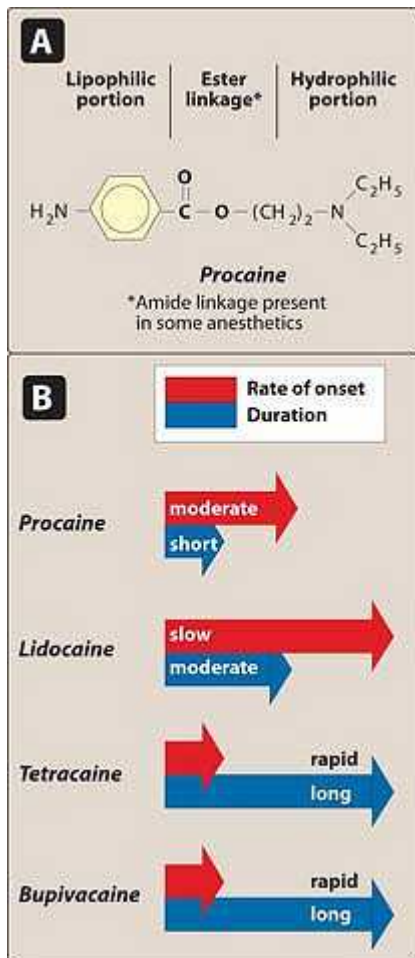 A
Lipophilic portion
Ester linkage*
Hydrophilic portion
O
H₂N
C
O
(CH₂)₂
N
C₂H₅
C₂H₅
Procaine
*Amide linkage present
in some anesthetics
B
Rate of onset
Duration
Procaine
moderate
short
Lidocaine
slow
moderate
Tetracaine
rapid
long
Bupivacaine
rapid
long